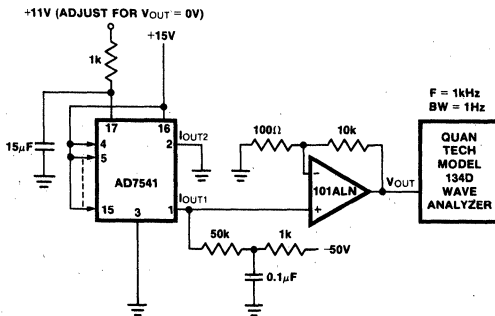 +11V (ADJUST FOR VOUT = 0V)
+15V
1k
F = 1kHz
BW = 1Hz
15μF
17
16
4
5
15
2
1
3
AD7541
IOUT2
IOUT1
100Ω
10k
101ALN
VOUT
QUAN
TECH
MODEL
134D
WAVE
ANALYZER
50k
1k
-50V
0.1μF